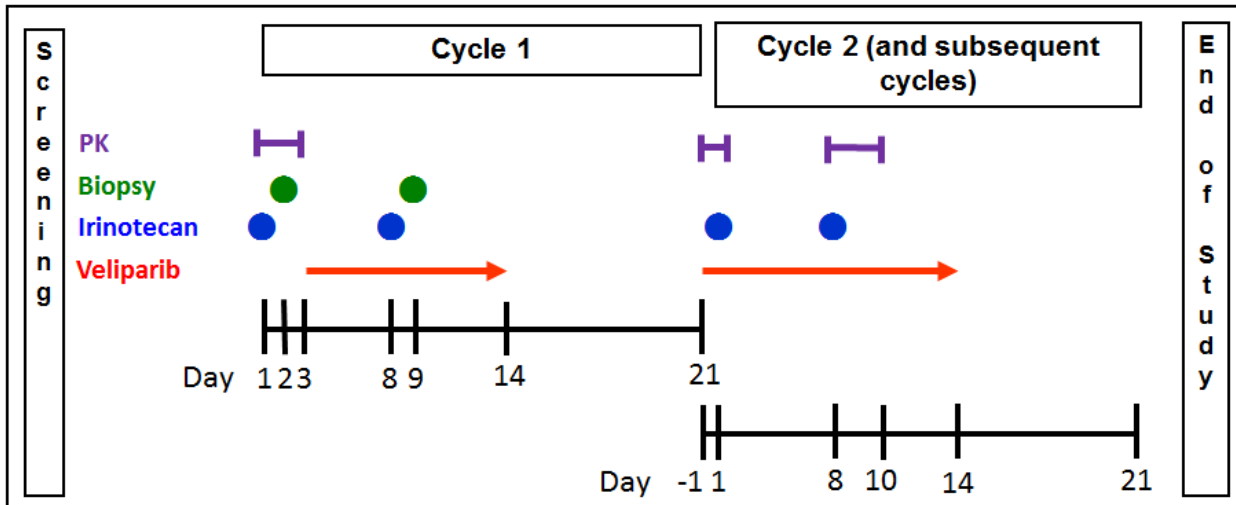 Screening
Cycle 1
Cycle 2 (and subsequent
cycles)
End of Study
PK
Biopsy
Irinotecan
Veliparib
Day 1 2 3 8 9 14 21
Day -1 1 8 10 14 21